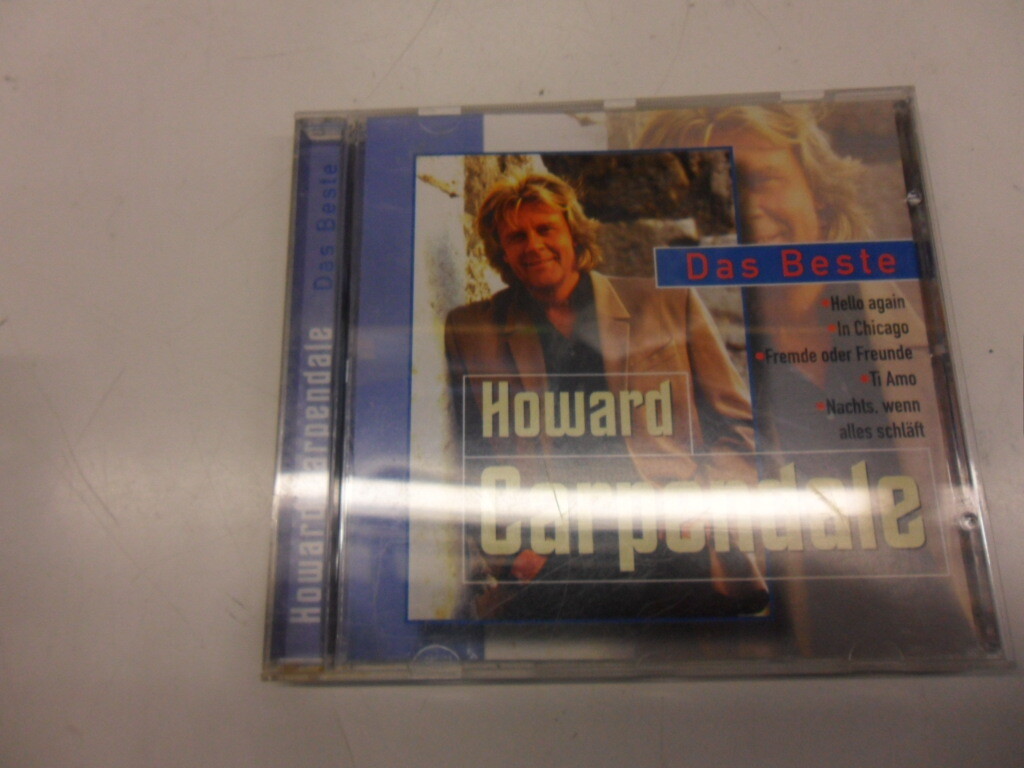 Das Beste
•Hello again
•In Chicago
•Fremde oder Freunde
•Ti Amo
•Nachts, wenn
alles schläft
Howard
Carpendale
Howard Carpendale Das Beste